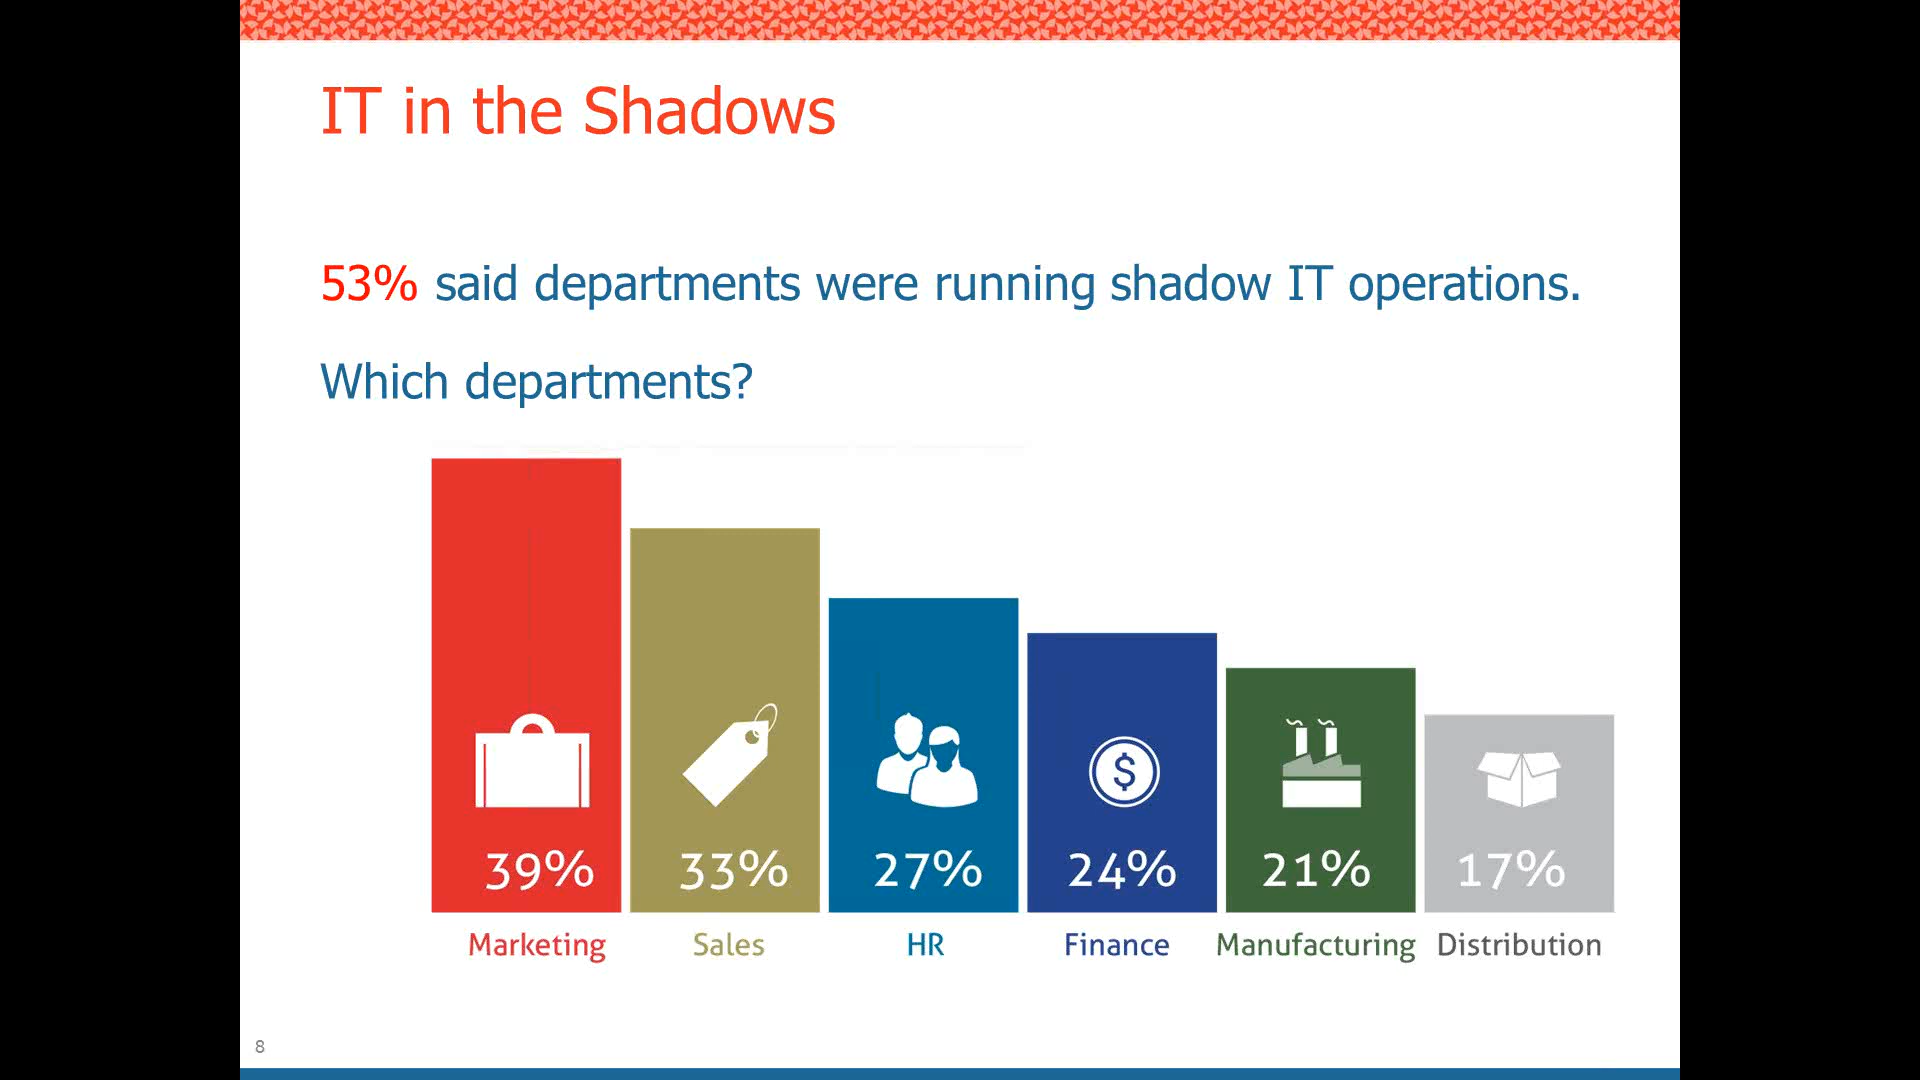 IT in the Shadows
53% said departments were running shadow IT operations.
Which departments?
$
39% 33% 27% 24% 21% 17%
Marketing Sales HR Finance Manufacturing Distribution
8